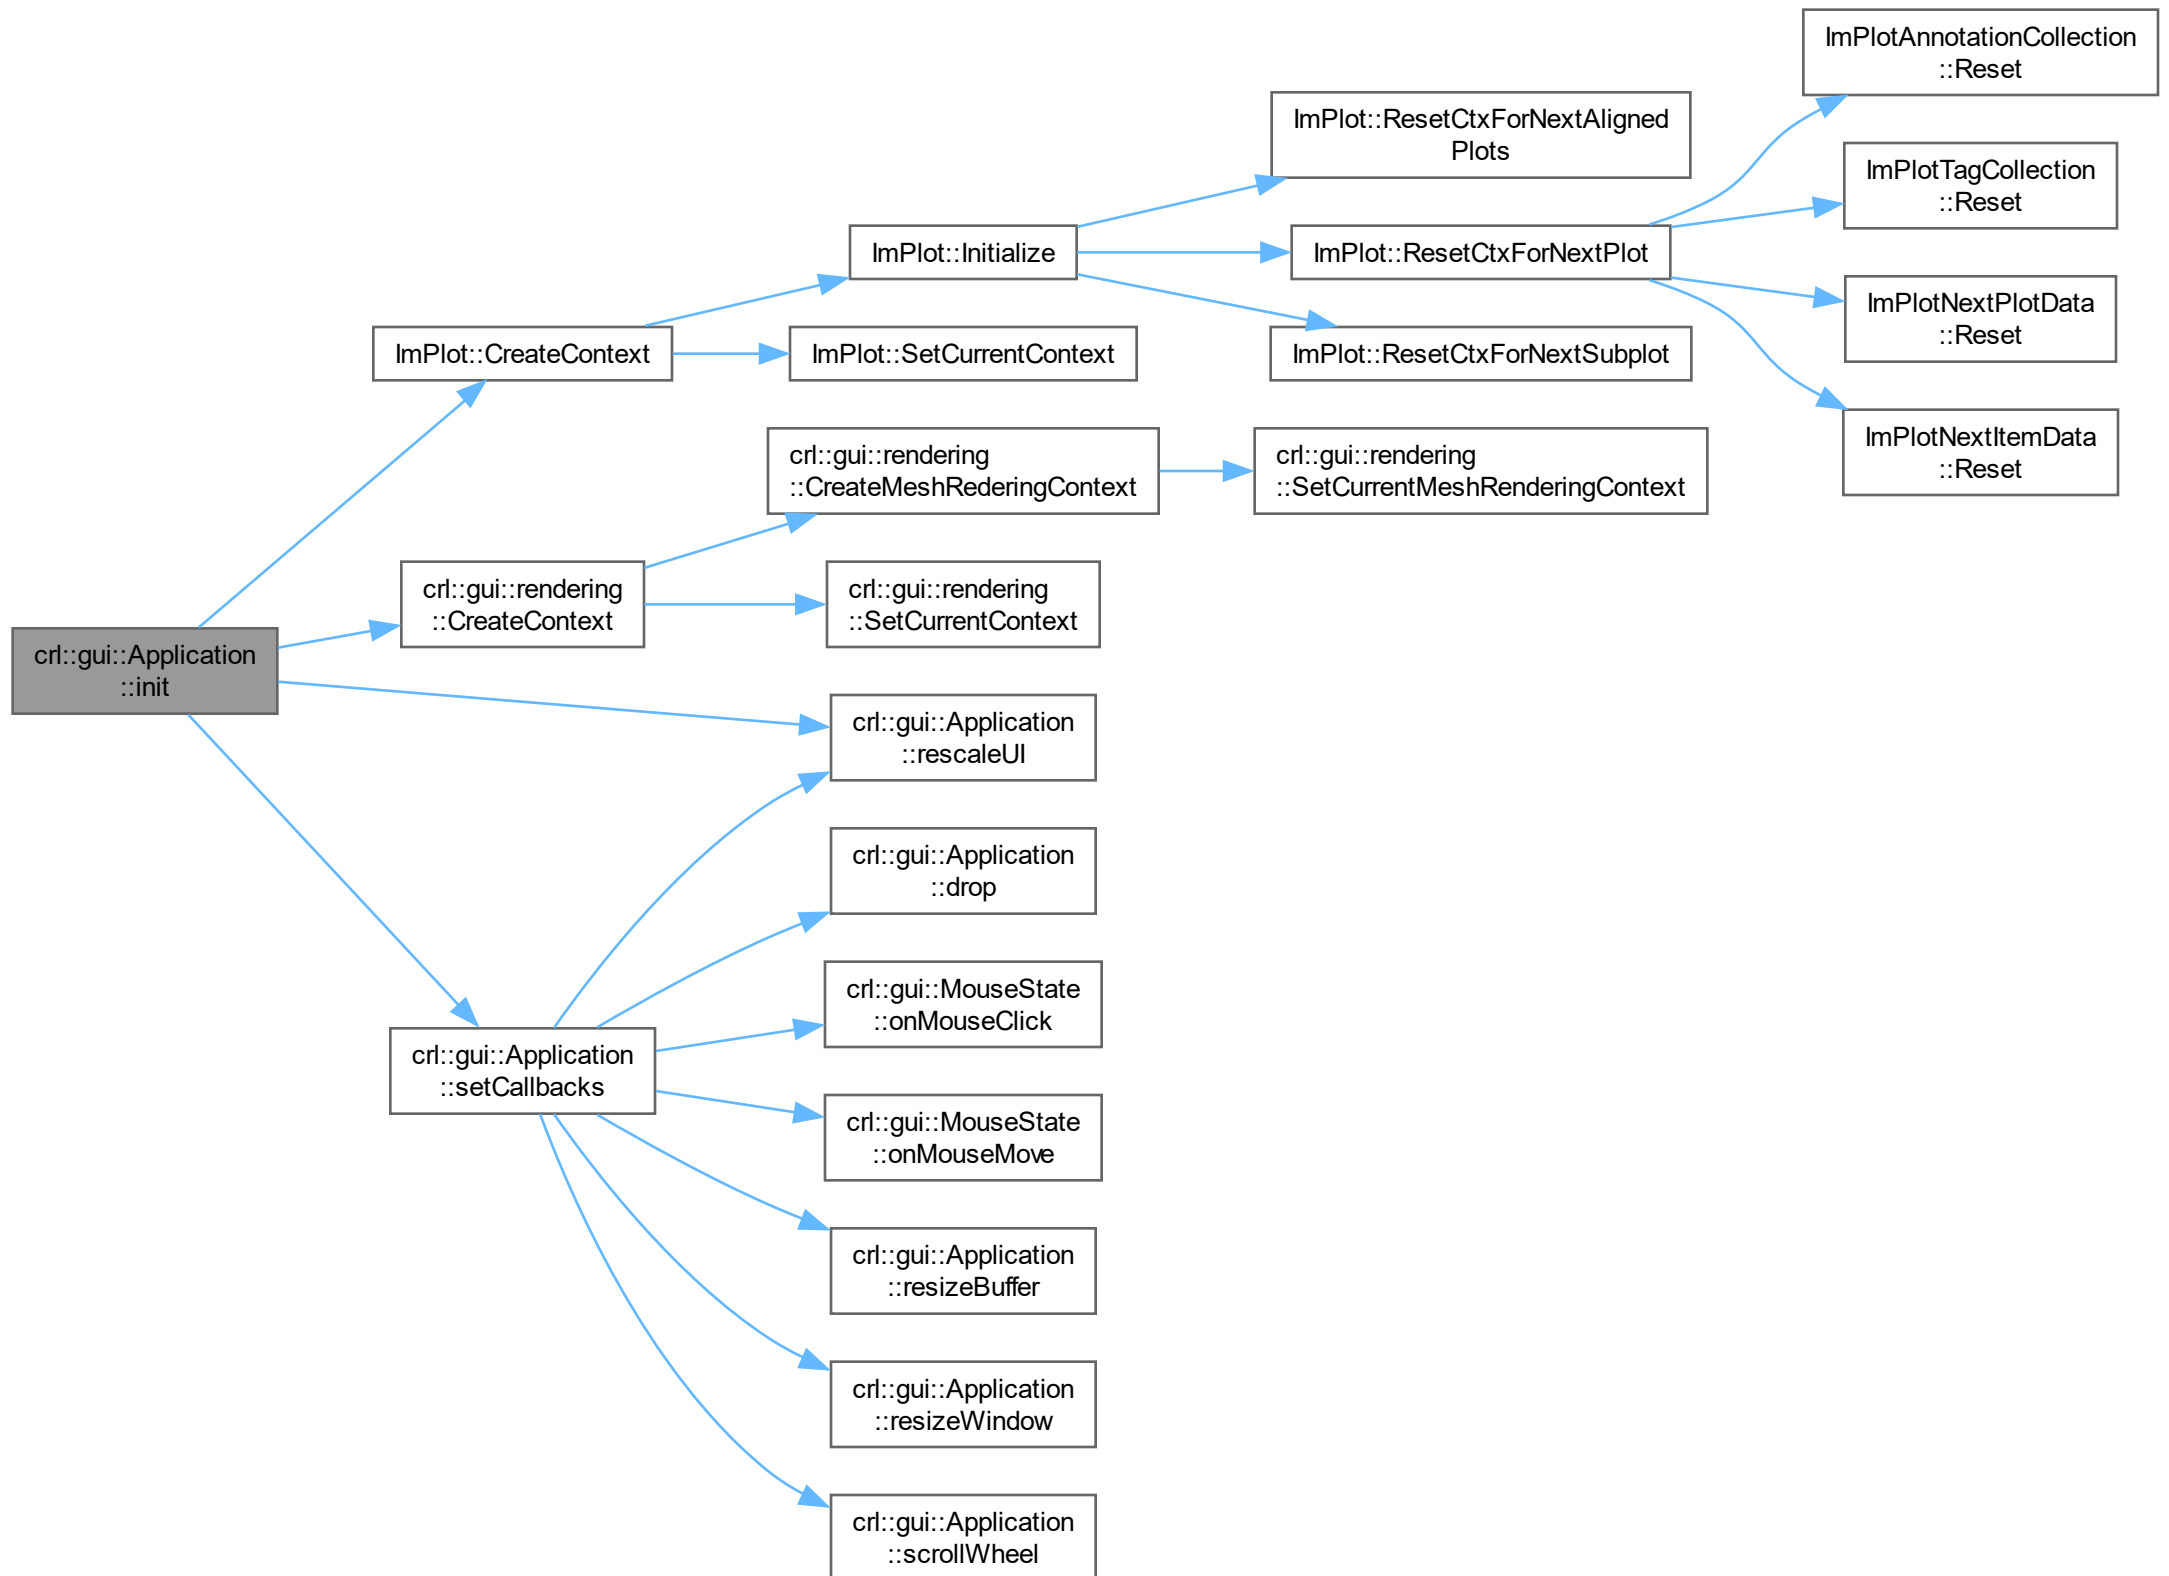 ImPlotAnnotationCollection
::Reset
ImPlot::ResetCtxForNextAligned
Plots
ImPlotTagCollection
::Reset
ImPlot::Initialize
ImPlot::ResetCtxForNextPlot
ImPlotNextPlotData
::Reset
ImPlot::CreateContext
ImPlot::SetCurrentContext
ImPlot::ResetCtxForNextSubplot
ImPlotNextItemData
::Reset
crl::gui::rendering
::CreateMeshRederingContext
crl::gui::rendering
::SetCurrentMeshRenderingContext
crl::gui::rendering
::CreateContext
crl::gui::rendering
::SetCurrentContext
crl::gui::Application
::init
crl::gui::Application
::rescaleUI
crl::gui::Application
::drop
crl::gui::MouseState
::onMouseClick
crl::gui::Application
::setCallbacks
crl::gui::MouseState
::onMouseMove
crl::gui::Application
::resizeBuffer
crl::gui::Application
::resizeWindow
crl::gui::Application
::scrollWheel